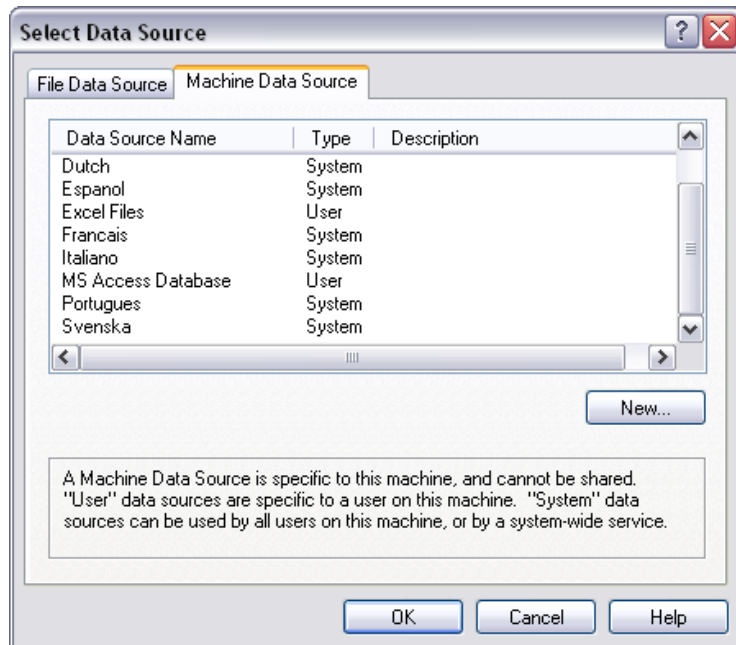 Select Data Source
File Data Source Machine Data Source
Data Source Name Type Description
Dutch System
Espanol System
Excel Files User
Francais System
Italiano System
MS Access Database User
Portugues System
Svenska System
New...
A Machine Data Source is specific to this machine, and cannot be shared.
"User" data sources are specific to a user on this machine. "System" data
sources can be used by all users on this machine, or by a system-wide service.
OK Cancel Help